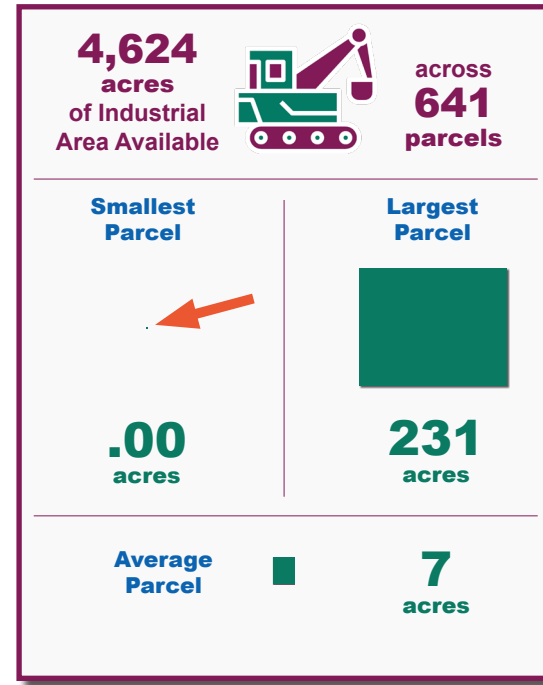 4,624
acres
of Industrial
Area Available
across
641
parcels
Smallest
Parcel
.00
acres
Largest
Parcel
231
acres
Average
Parcel
7
acres